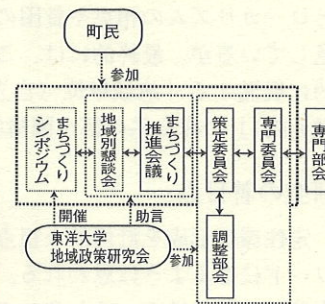 町民
参加
まちづくり
シンポジウム
地域別懇談会
まちづくり
推進会議
策定委員会
専門委員会
専門部会
開催
助言
東洋大学
地域政策研究会
参加
調整部会